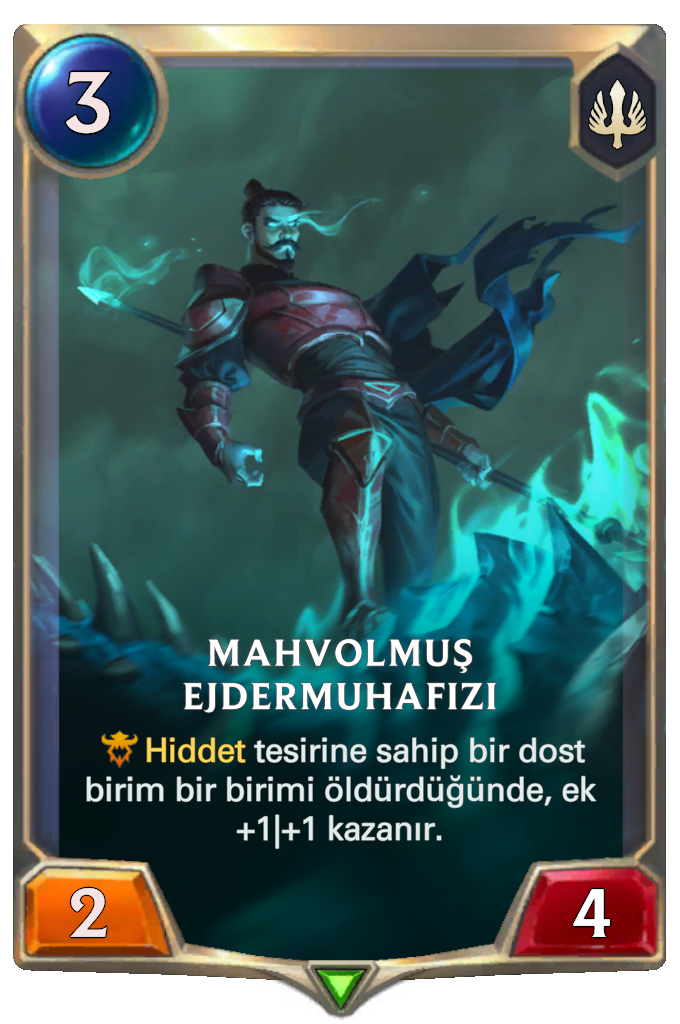 3
MAHVOLMUŞ
EJDERMUHAFIZI
Hiddet tesirine sahip bir dost
birim bir birimi öldürdüğünde, ek
+1|+1 kazanır.
2
4